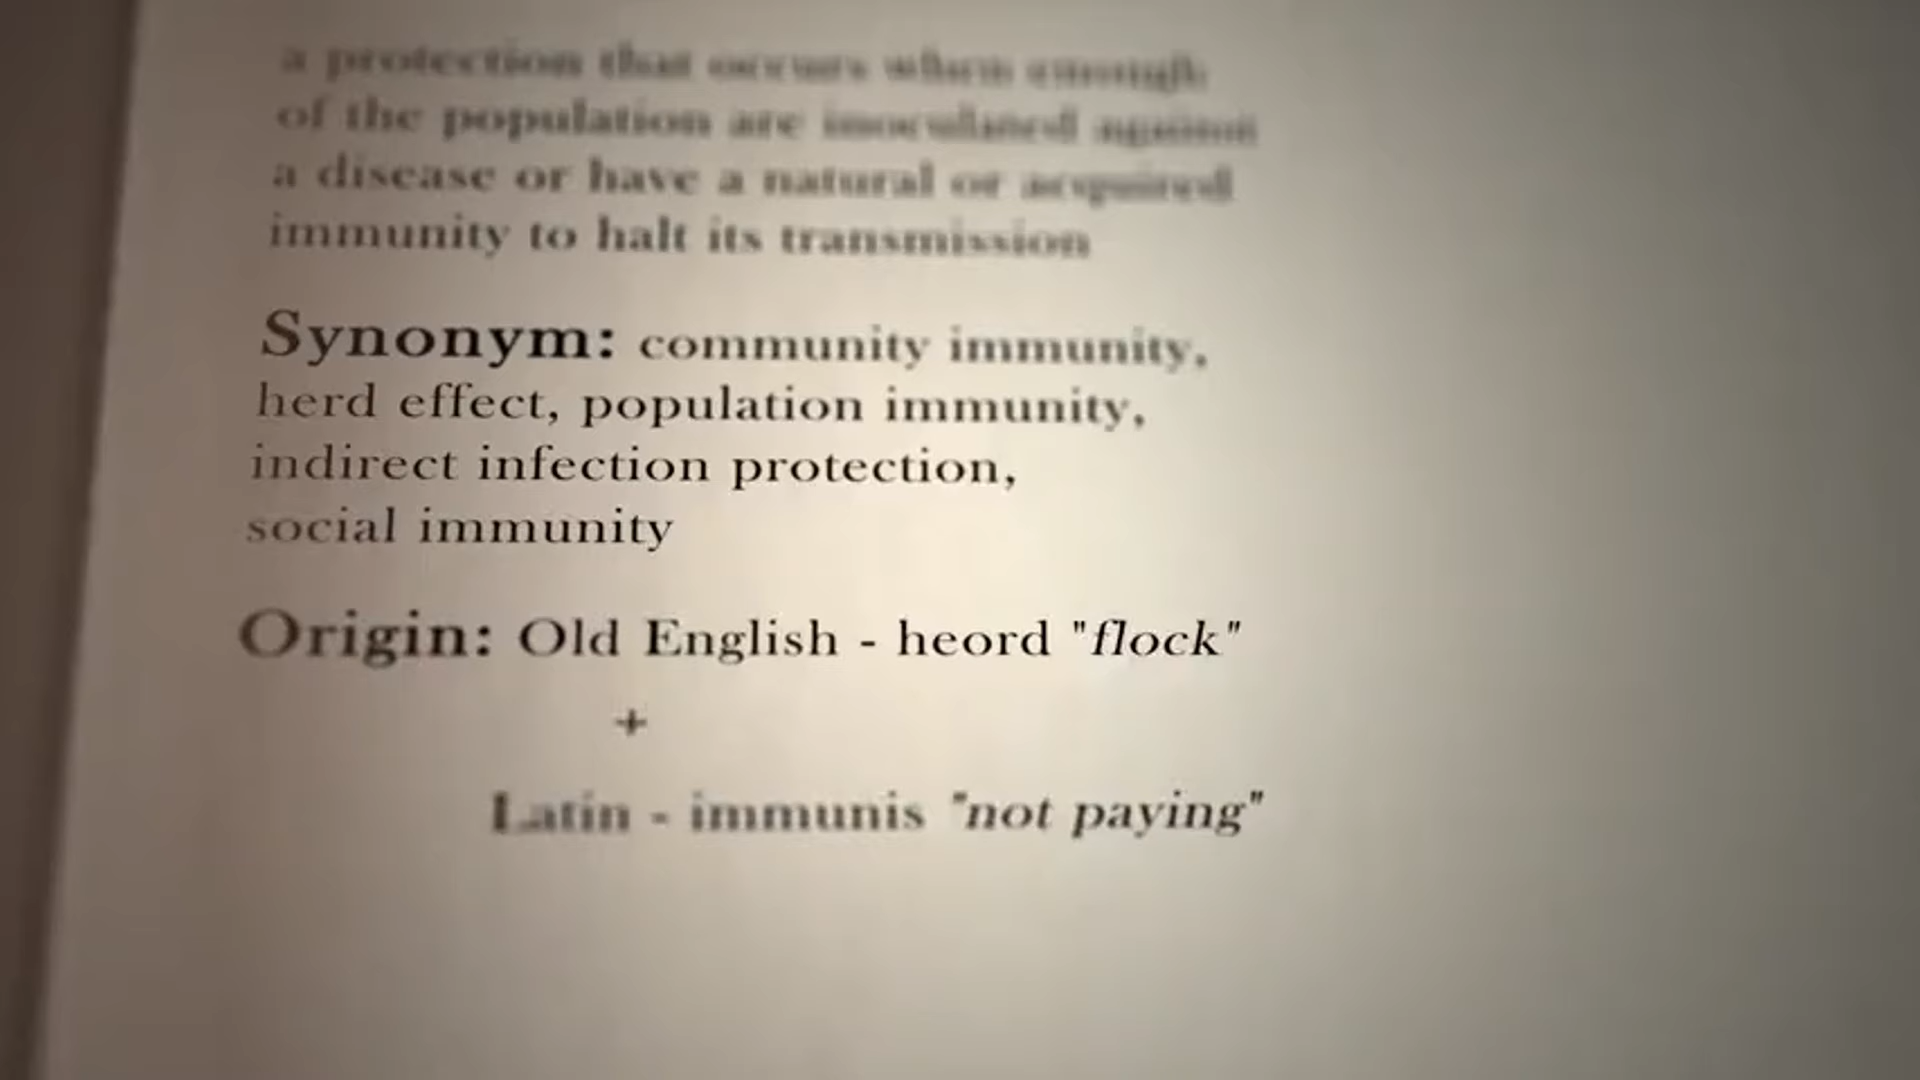 a protection that occurs when enough
of the population are inoculated against
a disease or have a natural or acquired
immunity to halt its transmission
Synonym: community immunity,
herd effect, population immunity,
indirect infection protection,
social immunity
Origin: Old English - heord "flock"
+
Latin - immunis "not paying"